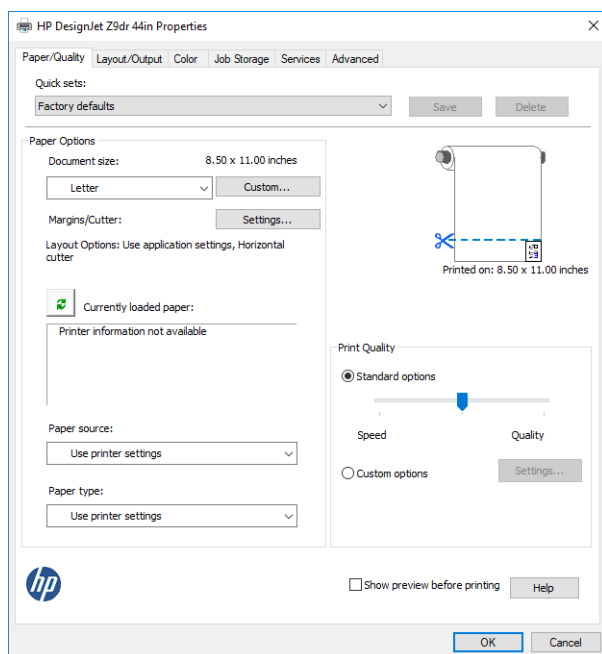 HP DesignJet Z9dr 44in Properties
Paper/Quality Layout/Output Color Job Storage Services Advanced
Quick sets:
Factory defaults
Save Delete
Paper Options
Document size: 8.50 x 11.00 inches
Letter
Custom...
Margins/Cutter:
Settings...
Layout Options: Use application settings, Horizontal
cutter
Printed on: 8.50 x 11.00 inches
Currently loaded paper:
Printer information not available
Print Quality
Standard options
Speed Quality
Custom options
Settings...
Paper source:
Use printer settings
Paper type:
Use printer settings
hp
Show preview before printing
Help
OK Cancel